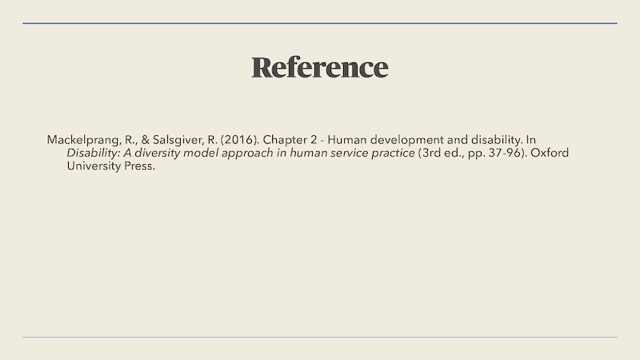 Reference
Mackelprang, R., & Salsgiver, R. (2016). Chapter 2 - Human development and disability. In
Disability: A diversity model approach in human service practice (3rd ed., pp. 37-96). Oxford
University Press.